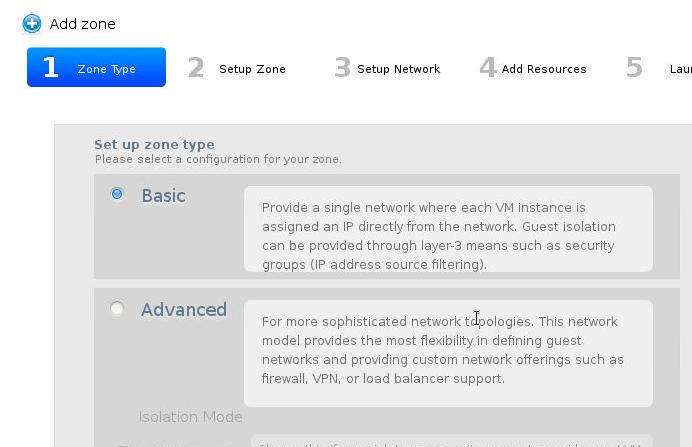 Add zone
1 Zone Type 2 Setup Zone 3 Setup Network 4 Add Resources 5 Lau
Set up zone type
Please select a configuration for your zone.
Basic
Provide a single network where each VM instance is
assigned an IP directly from the network. Guest isolation
can be provided through layer-3 means such as security
groups (IP address source filtering).
Advanced
For more sophisticated network topologies. This network
model provides the most flexibility in defining guest
networks and providing custom network offerings such as
firewall, VPN, or load balancer support.
Isolation Mode